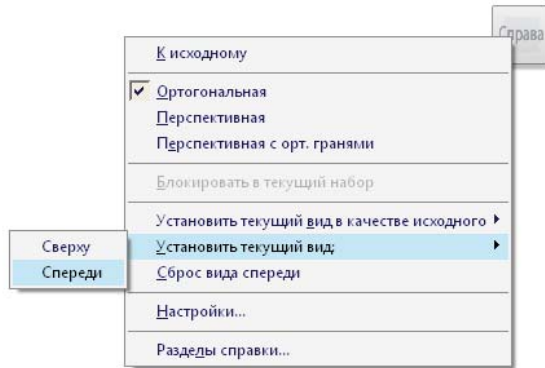 Справа
К исходному
Ортогональная
Перспективная
Перспективная с орт. гранями
Блокировать в текущий набор
Установить текущий вид в качестве исходного
Сверху
Установить текущий вид;
Спереди
Сброс вида спереди
Настройки...
Разделы справки...